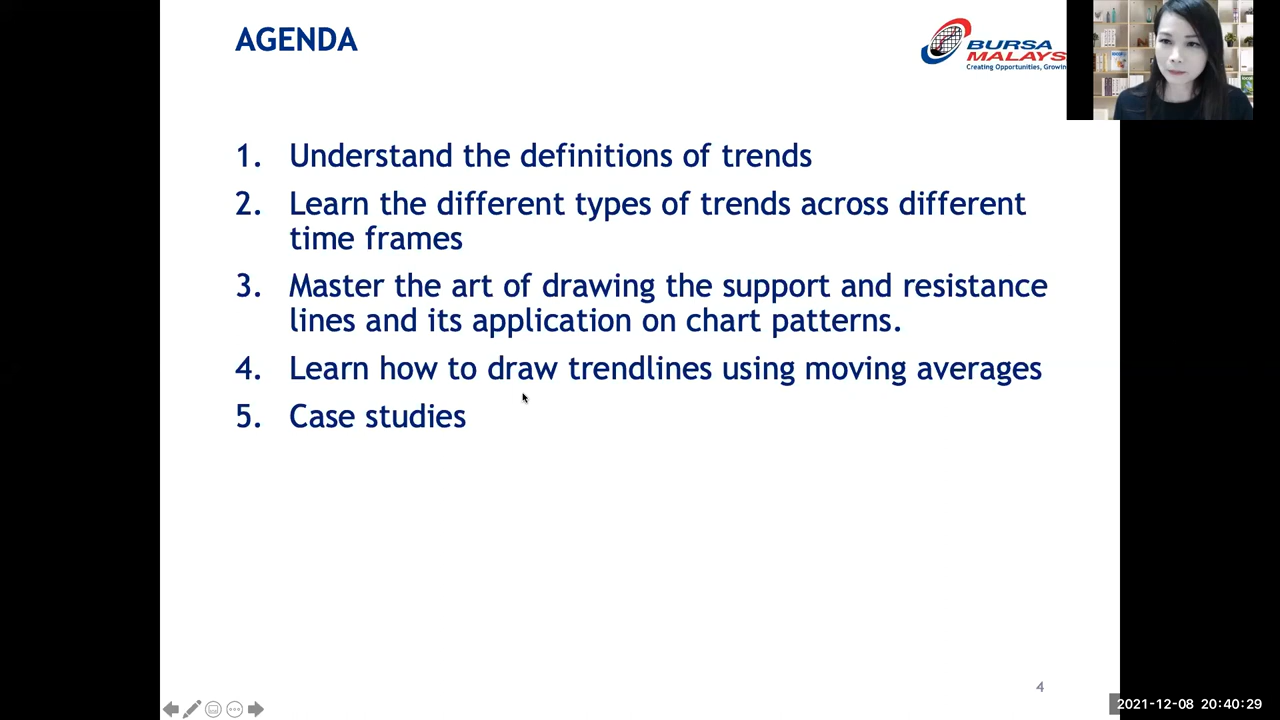 AGENDA
BURSA
MALAYS
Creating Opportunities, Growin
1. Understand the definitions of trends
2. Learn the different types of trends across different
time frames
3. Master the art of drawing the support and resistance
lines and its application on chart patterns.
4. Learn how to draw trendlines using moving averages
5. Case studies
4
2021-12-08 20:40:29